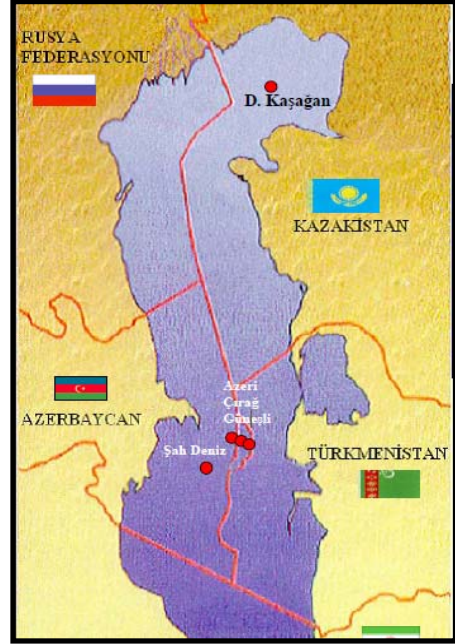 RUSYA
FEDERASYONU
D. Kaşağan
KAZAKİSTAN
Azeri
Çırağ
Güneşli
AZERBAYCAN
Şah Deniz
TÜRKMENİSTAN